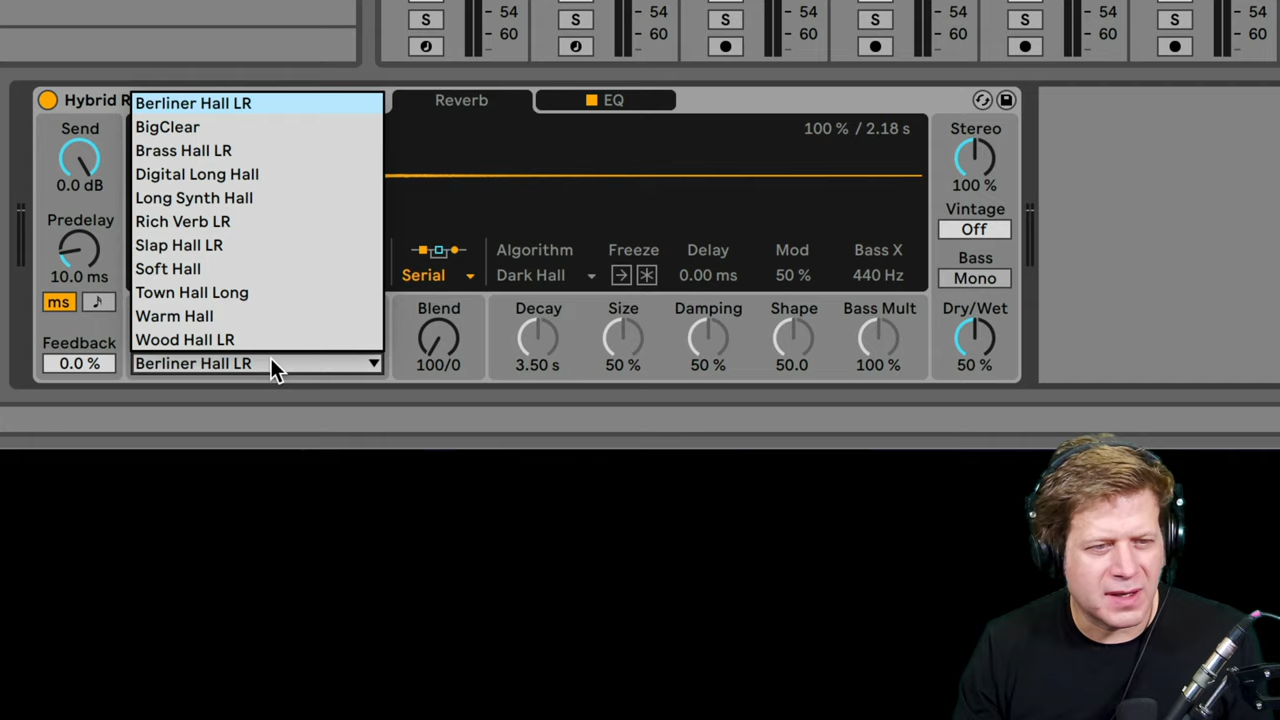 S 54 S 54 S 54 S 54 S 54 S
60 60 60 60 60
Hybrid R
Berliner Hall LR
BigClear
Brass Hall LR
Digital Long Hall
Long Synth Hall
Rich Verb LR
Slap Hall LR
Soft Hall
Town Hall Long
Warm Hall
Wood Hall LR
Berliner Hall LR
Send
0.0 dB
Predelay
10.0 ms
ms
Feedback
0.0 %
Reverb
EQ
100 % / 2.18 s
Serial
Algorithm
Dark Hall
Freeze
Delay
0.00 ms
Mod
50 %
Bass X
440 Hz
Blend
100/0
Decay
3.50 s
Size
50 %
Damping
50 %
Shape
50.0
Bass Mult
100 %
Stereo
100 %
Vintage
Off
Bass
Mono
Dry/Wet
50 %